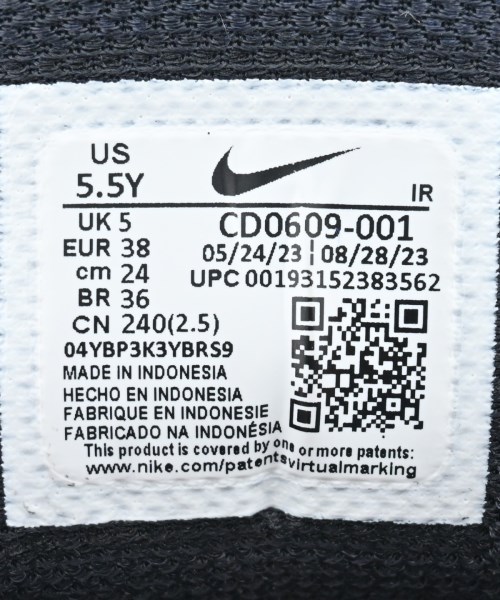 US
5.5Y
IR
UK 5
EUR 38
cm 24
BR 36
CN 240(2.5)
CD0609-001
05/24/23 | 08/28/23
UPC 00193152383562
04YBP3K3YBRS9
MADE IN INDONESIA
HECHO EN INDONESIA
FABRIQUE EN INDONESIE
FABRICADO NA INDONÉSIA
This product is covered by one or more patents:
www.nike.com/patentsvirtualmarking